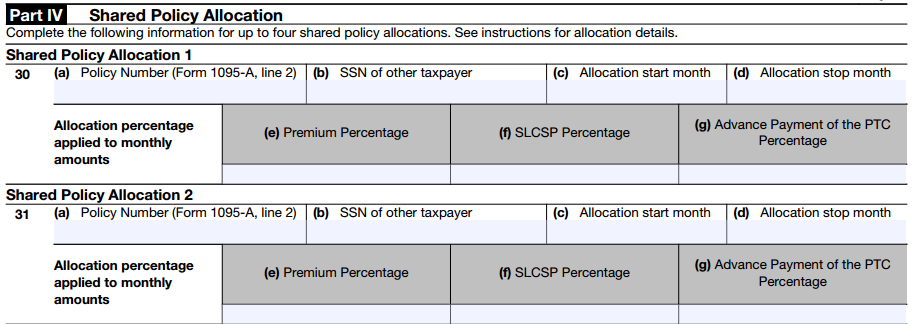 Part IV Shared Policy Allocation
Complete the following information for up to four shared policy allocations. See instructions for allocation details.
Shared Policy Allocation 1
30 (a) Policy Number (Form 1095-A, line 2) (b) SSN of other taxpayer (c) Allocation start month (d) Allocation stop month
Allocation percentage
applied to monthly
amounts
(e) Premium Percentage (f) SLCSP Percentage (g) Advance Payment of the PTC
Percentage
Shared Policy Allocation 2
31 (a) Policy Number (Form 1095-A, line 2) (b) SSN of other taxpayer (c) Allocation start month (d) Allocation stop month
Allocation percentage
applied to monthly
amounts
(e) Premium Percentage (f) SLCSP Percentage (g) Advance Payment of the PTC
Percentage